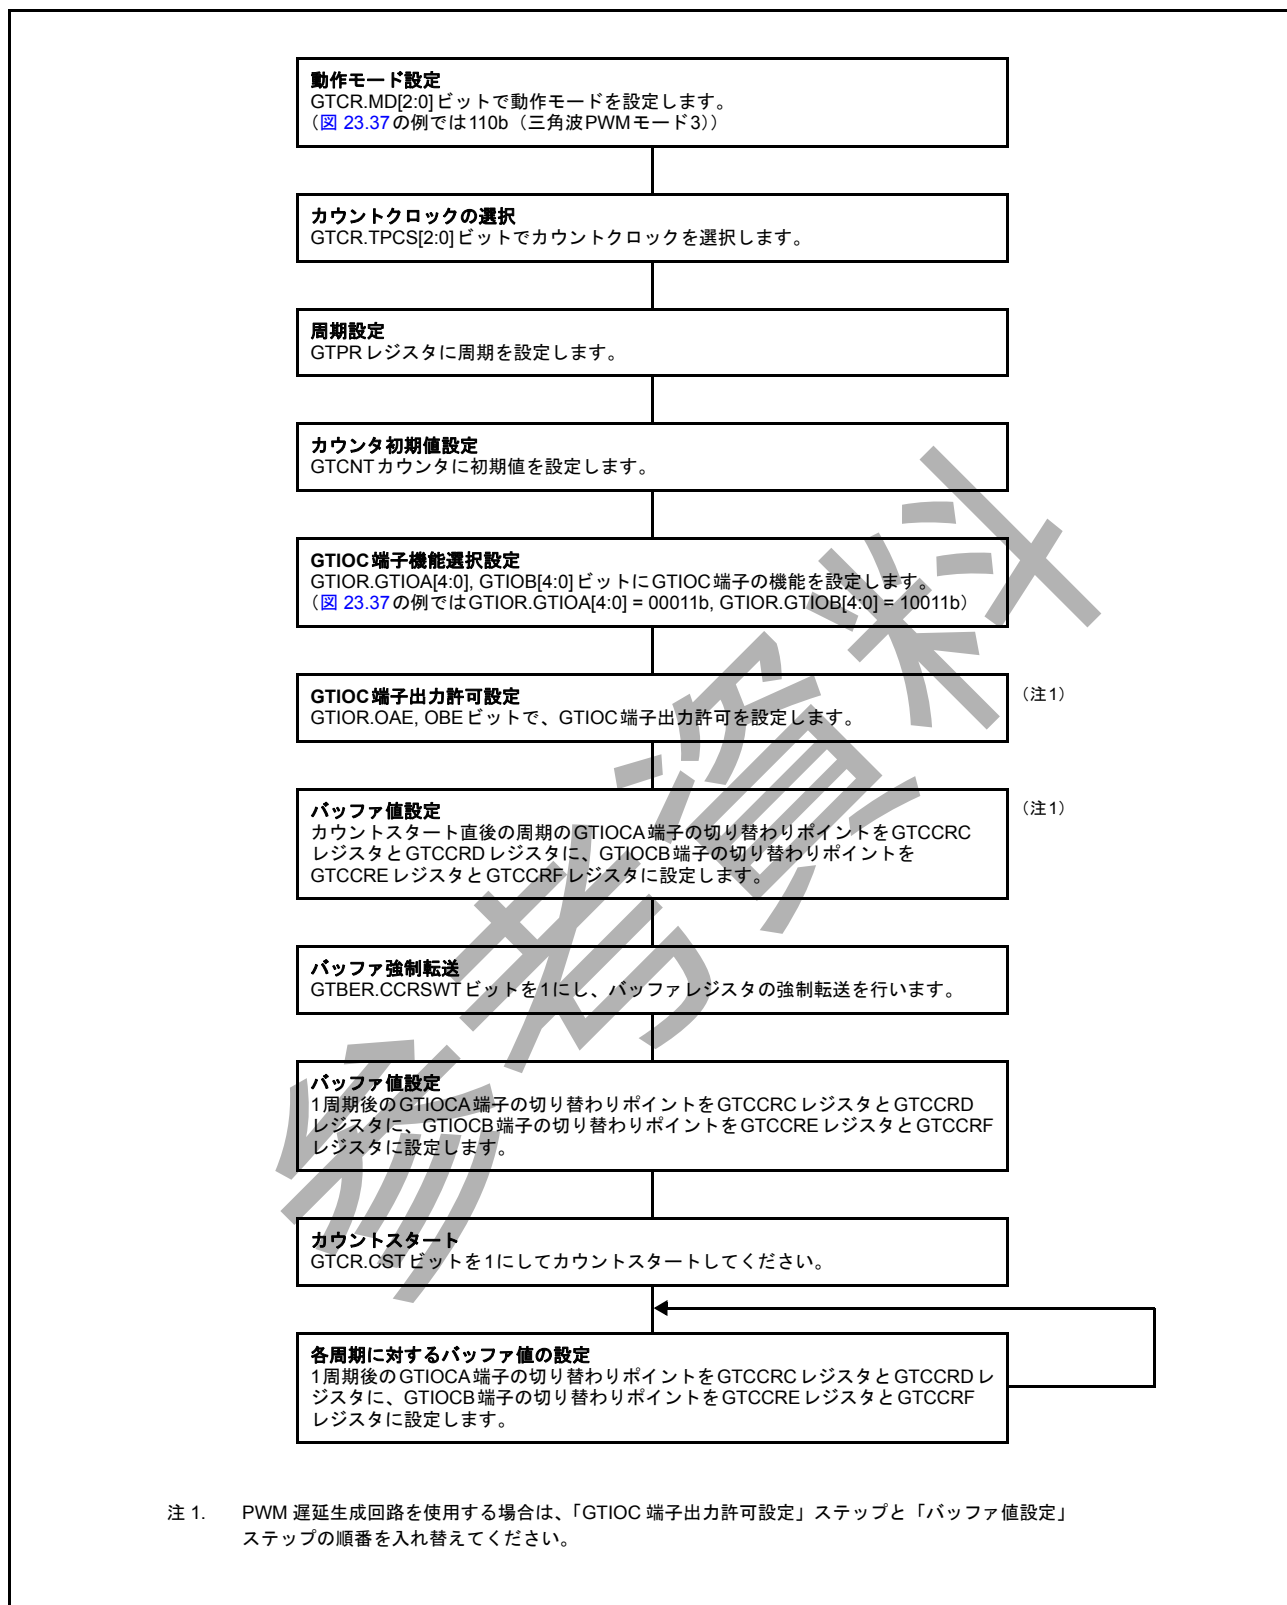 動作モード設定
GTCR.MD[2:0]ビットで動作モードを設定します。
（図 23.37の例では110b（三角波PWMモード3））
カウントクロックの選択
GTCR.TPCS[2:0]ビットでカウントクロックを選択します。
周期設定
GTPRレジスタに周期を設定します。
カウンタ初期値設定
GTCNTカウンタに初期値を設定します。
GTIOC端子機能選択設定
GTIOR.GTIOA[4:0], GTIOB[4:0]ビットにGTIOC端子の機能を設定します。
（図 23.37の例ではGTIOR.GTIOA[4:0] = 00011b, GTIOR.GTIOB[4:0] = 10011b）
GTIOC端子出力許可設定
GTIOR.OAE, OBEビットで、GTIOC端子出力許可を設定します。
（注1）
バッファ値設定
カウントスタート直後の周期のGTIOCA端子の切り替わりポイントをGTCCRC
レジスタとGTCCRDレジスタに、GTIOCB端子の切り替わりポイントを
GTCCREレジスタとGTCCRFレジスタに設定します。
（注1）
バッファ強制転送
GTBER.CCRSWTビットを1にし、バッファレジスタの強制転送を行います。
バッファ値設定
1周期後のGTIOCA端子の切り替わりポイントをGTCCRCレジスタとGTCCRD
レジスタに、GTIOCB端子の切り替わりポイントをGTCCREレジスタとGTCCRF
レジスタに設定します。
カウントスタート
GTCR.CSTビットを1にしてカウントスタートしてください。
各周期に対するバッファ値の設定
1周期後のGTIOCA端子の切り替わりポイントをGTCCRCレジスタとGTCCRDレ
ジスタに、GTIOCB端子の切り替わりポイントをGTCCREレジスタとGTCCRF
レジスタに設定します。
注 1. PWM 遅延生成回路を使用する場合は、「GTIOC 端子出力許可設定」ステップと「バッファ値設定」
ステップの順番を入れ替えてください。
参考資料